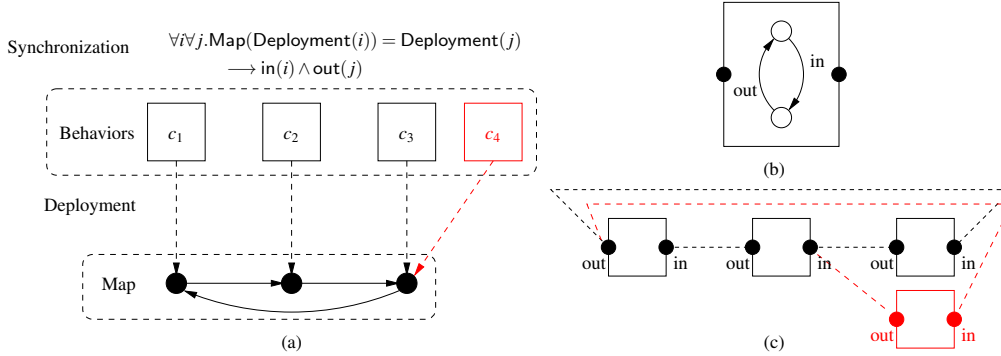 Synchronization
∀i∀j.Map(Deployment(i)) = Deployment(j)
⟶ in(i) ∧ out(j)
Behaviors
c1
c2
c3
c4
Deployment
Map
(a)
out
in
(b)
out
in
out
in
out
in
out
in
(c)